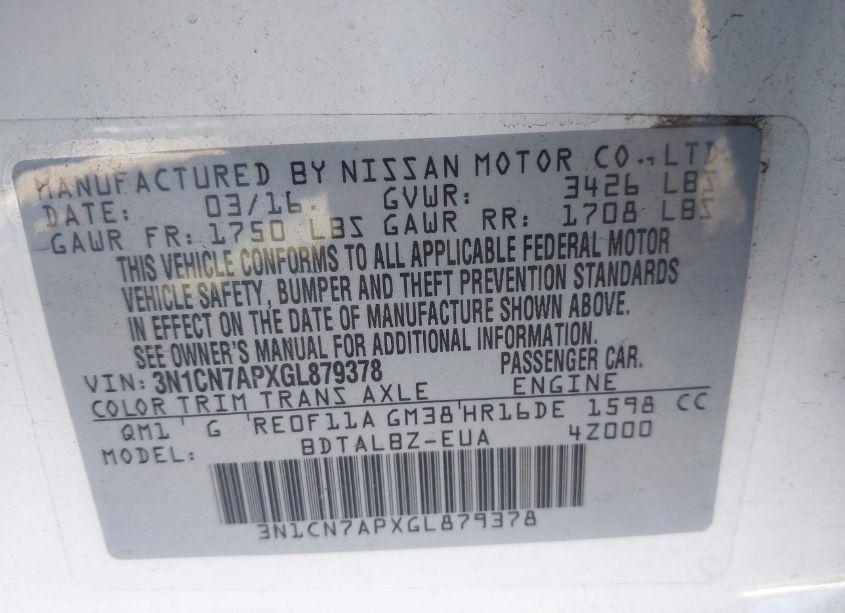 MANUFACTURED BY NISSAN MOTOR CO., LTD.
DATE: 03/16 GVWR: 3426 LBS
GAWR FR: 1750 LBS GAWR RR: 1708 LBS
THIS VEHICLE CONFORMS TO ALL APPLICABLE FEDERAL MOTOR
VEHICLE SAFETY, BUMPER AND THEFT PREVENTION STANDARDS
IN EFFECT ON THE DATE OF MANUFACTURE SHOWN ABOVE.
SEE OWNER'S MANUAL FOR ADDITIONAL INFORMATION.
VIN: 3N1CN7APXGL879378 PASSENGER CAR.
COLOR TRIM TRANS AXLE ENGINE
QM1 G RE0F11A GM38 HR16DE 1598 CC
MODEL: BDTALBZ-EUA 4Z000
3N1CN7APXGL879378